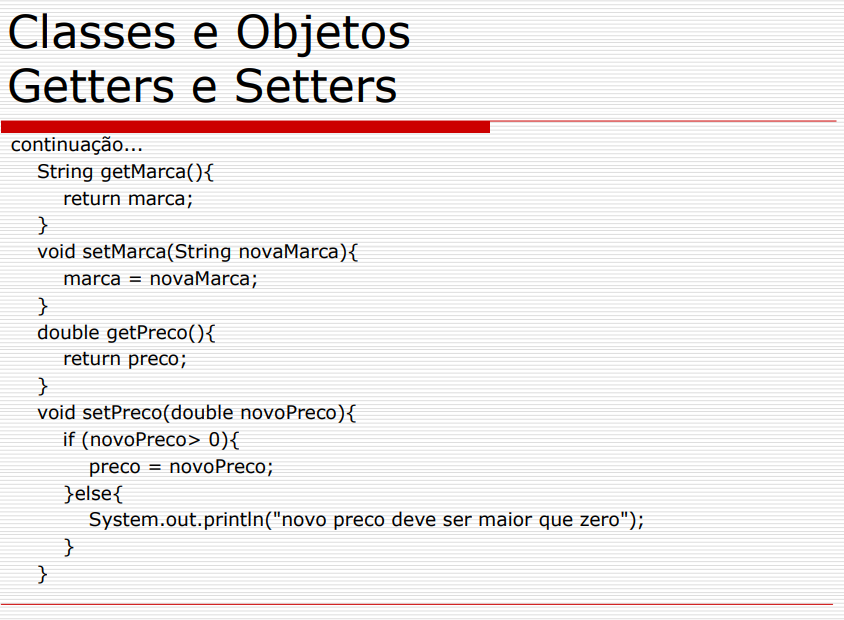 Classes e Objetos
Getters e Setters
continuação...
String getMarca(){
return marca;
}
void setMarca(String novaMarca){
marca = novaMarca;
}
double getPreco(){
return preco;
}
void setPreco(double novoPreco){
if (novoPreco> 0){
preco = novoPreco;
}else{
System.out.println("novo preco deve ser maior que zero");
}
}